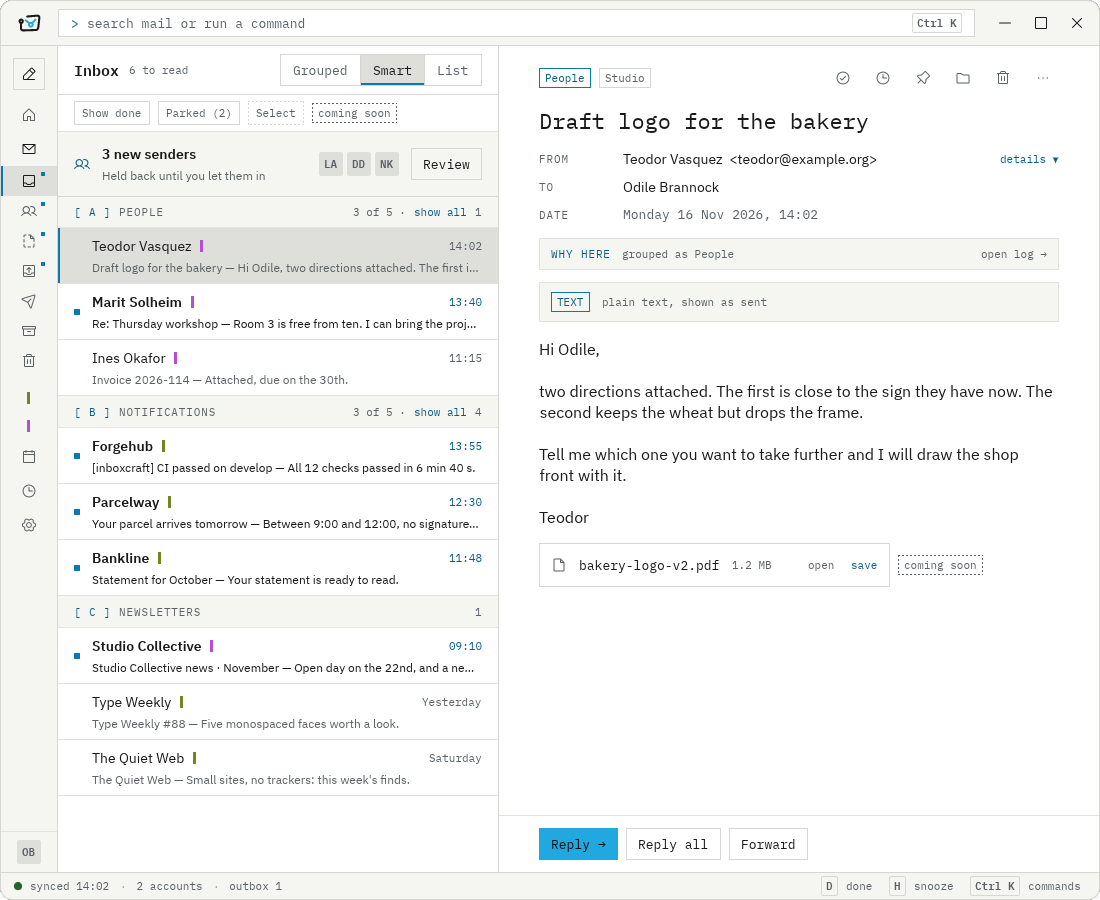 > search mail or run a command Ctrl K
Inbox 6 to read Grouped Smart List
Show done Parked (2) Select coming soon
3 new senders
Held back until you let them in
LA DD NK Review
[ A ] PEOPLE 3 of 5 · show all 1
Teodor Vasquez 14:02
Draft logo for the bakery — Hi Odile, two directions attached. The first i…
Marit Solheim 13:40
Re: Thursday workshop — Room 3 is free from ten. I can bring the proj…
Ines Okafor 11:15
Invoice 2026-114 — Attached, due on the 30th.
[ B ] NOTIFICATIONS 3 of 5 · show all 4
Forgehub 13:55
[inboxcraft] CI passed on develop — All 12 checks passed in 6 min 40 s.
Parcelway 12:30
Your parcel arrives tomorrow — Between 9:00 and 12:00, no signature…
Bankline 11:48
Statement for October — Your statement is ready to read.
[ C ] NEWSLETTERS 1
Studio Collective 09:10
Studio Collective news · November — Open day on the 22nd, and a ne…
Type Weekly Yesterday
Type Weekly #88 — Five monospaced faces worth a look.
The Quiet Web Saturday
The Quiet Web — Small sites, no trackers: this week's finds.
OB
People Studio
Draft logo for the bakery
FROM Teodor Vasquez <teodor@example.org> details ▾
TO Odile Brannock
DATE Monday 16 Nov 2026, 14:02
WHY HERE grouped as People open log →
TEXT plain text, shown as sent
Hi Odile,
two directions attached. The first is close to the sign they have now. The
second keeps the wheat but drops the frame.
Tell me which one you want to take further and I will draw the shop
front with it.
Teodor
bakery-logo-v2.pdf 1.2 MB open save coming soon
Reply → Reply all Forward
synced 14:02 · 2 accounts · outbox 1 D done H snooze Ctrl K commands